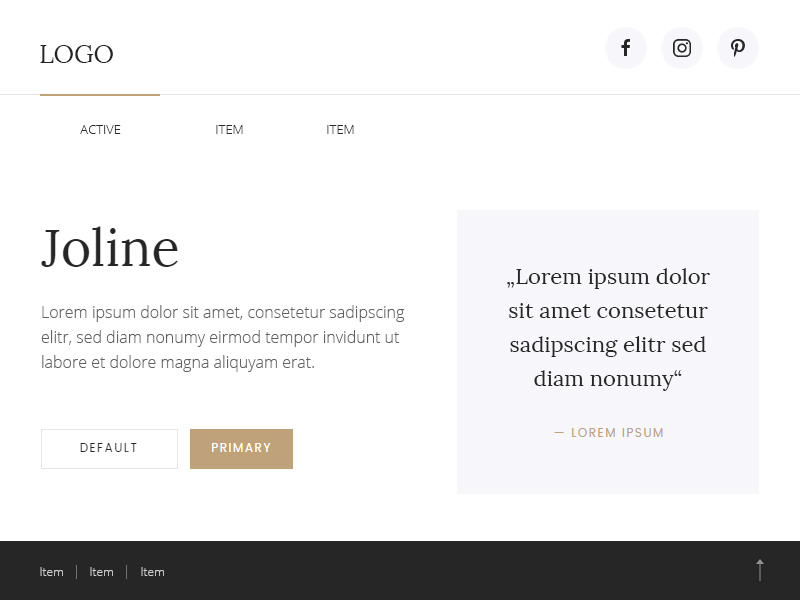 LOGO
ACTIVE ITEM ITEM
Joline
Lorem ipsum dolor sit amet, consetetur sadipscing
elitr, sed diam nonumy eirmod tempor invidunt ut
labore et dolore magna aliquyam erat.
DEFAULT PRIMARY
„Lorem ipsum dolor
sit amet consetetur
sadipscing elitr sed
diam nonumy“
— LOREM IPSUM
Item Item Item